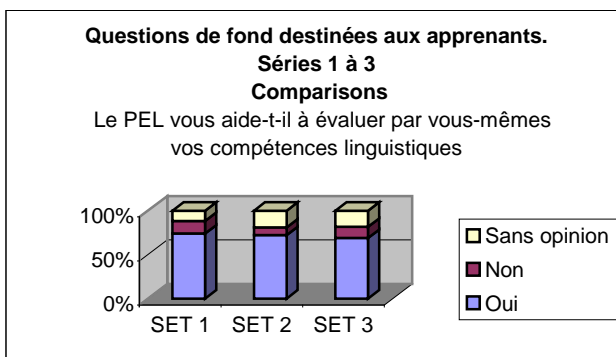 Questions de fond destinées aux apprenants.
Séries 1 à 3
Comparisons
Le PEL vous aide-t-il à évaluer par vous-mêmes
vos compétences linguistiques
100%
50%
0%
SET 1 SET 2 SET 3
Sans opinion
Non
Oui